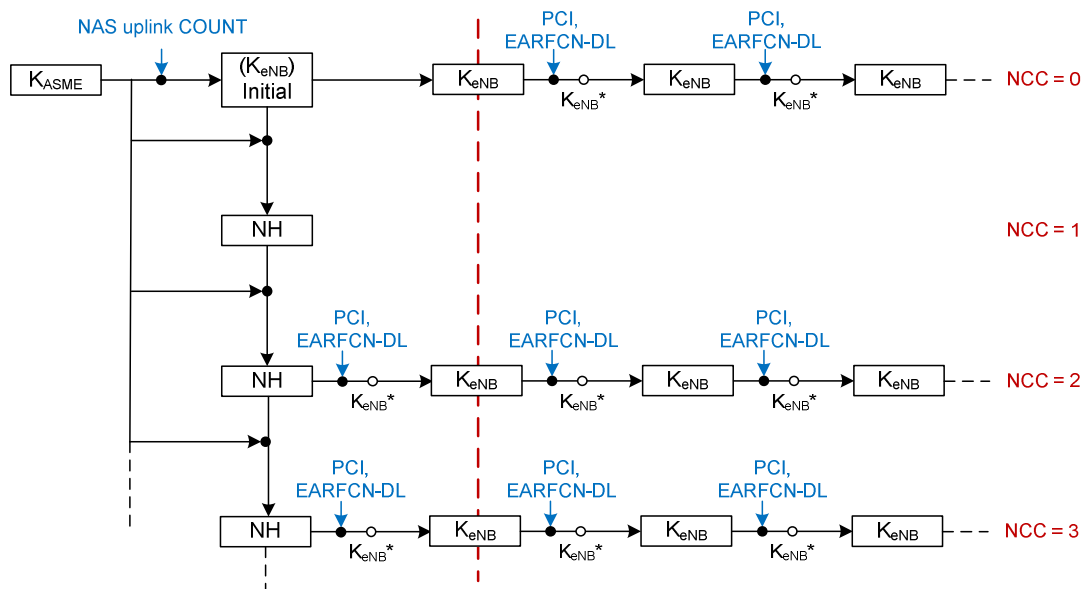 NAS uplink COUNT
PCI,
EARFCN-DL
PCI,
EARFCN-DL
KASME
(KeNB)
Initial
KeNB
KeNB
KeNB
NCC = 0
KeNB*
KeNB*
NH
NCC = 1
PCI,
EARFCN-DL
PCI,
EARFCN-DL
PCI,
EARFCN-DL
NH
KeNB
KeNB
KeNB
NCC = 2
KeNB*
KeNB*
KeNB*
PCI,
EARFCN-DL
PCI,
EARFCN-DL
PCI,
EARFCN-DL
NH
KeNB
KeNB
KeNB
NCC = 3
KeNB*
KeNB*
KeNB*